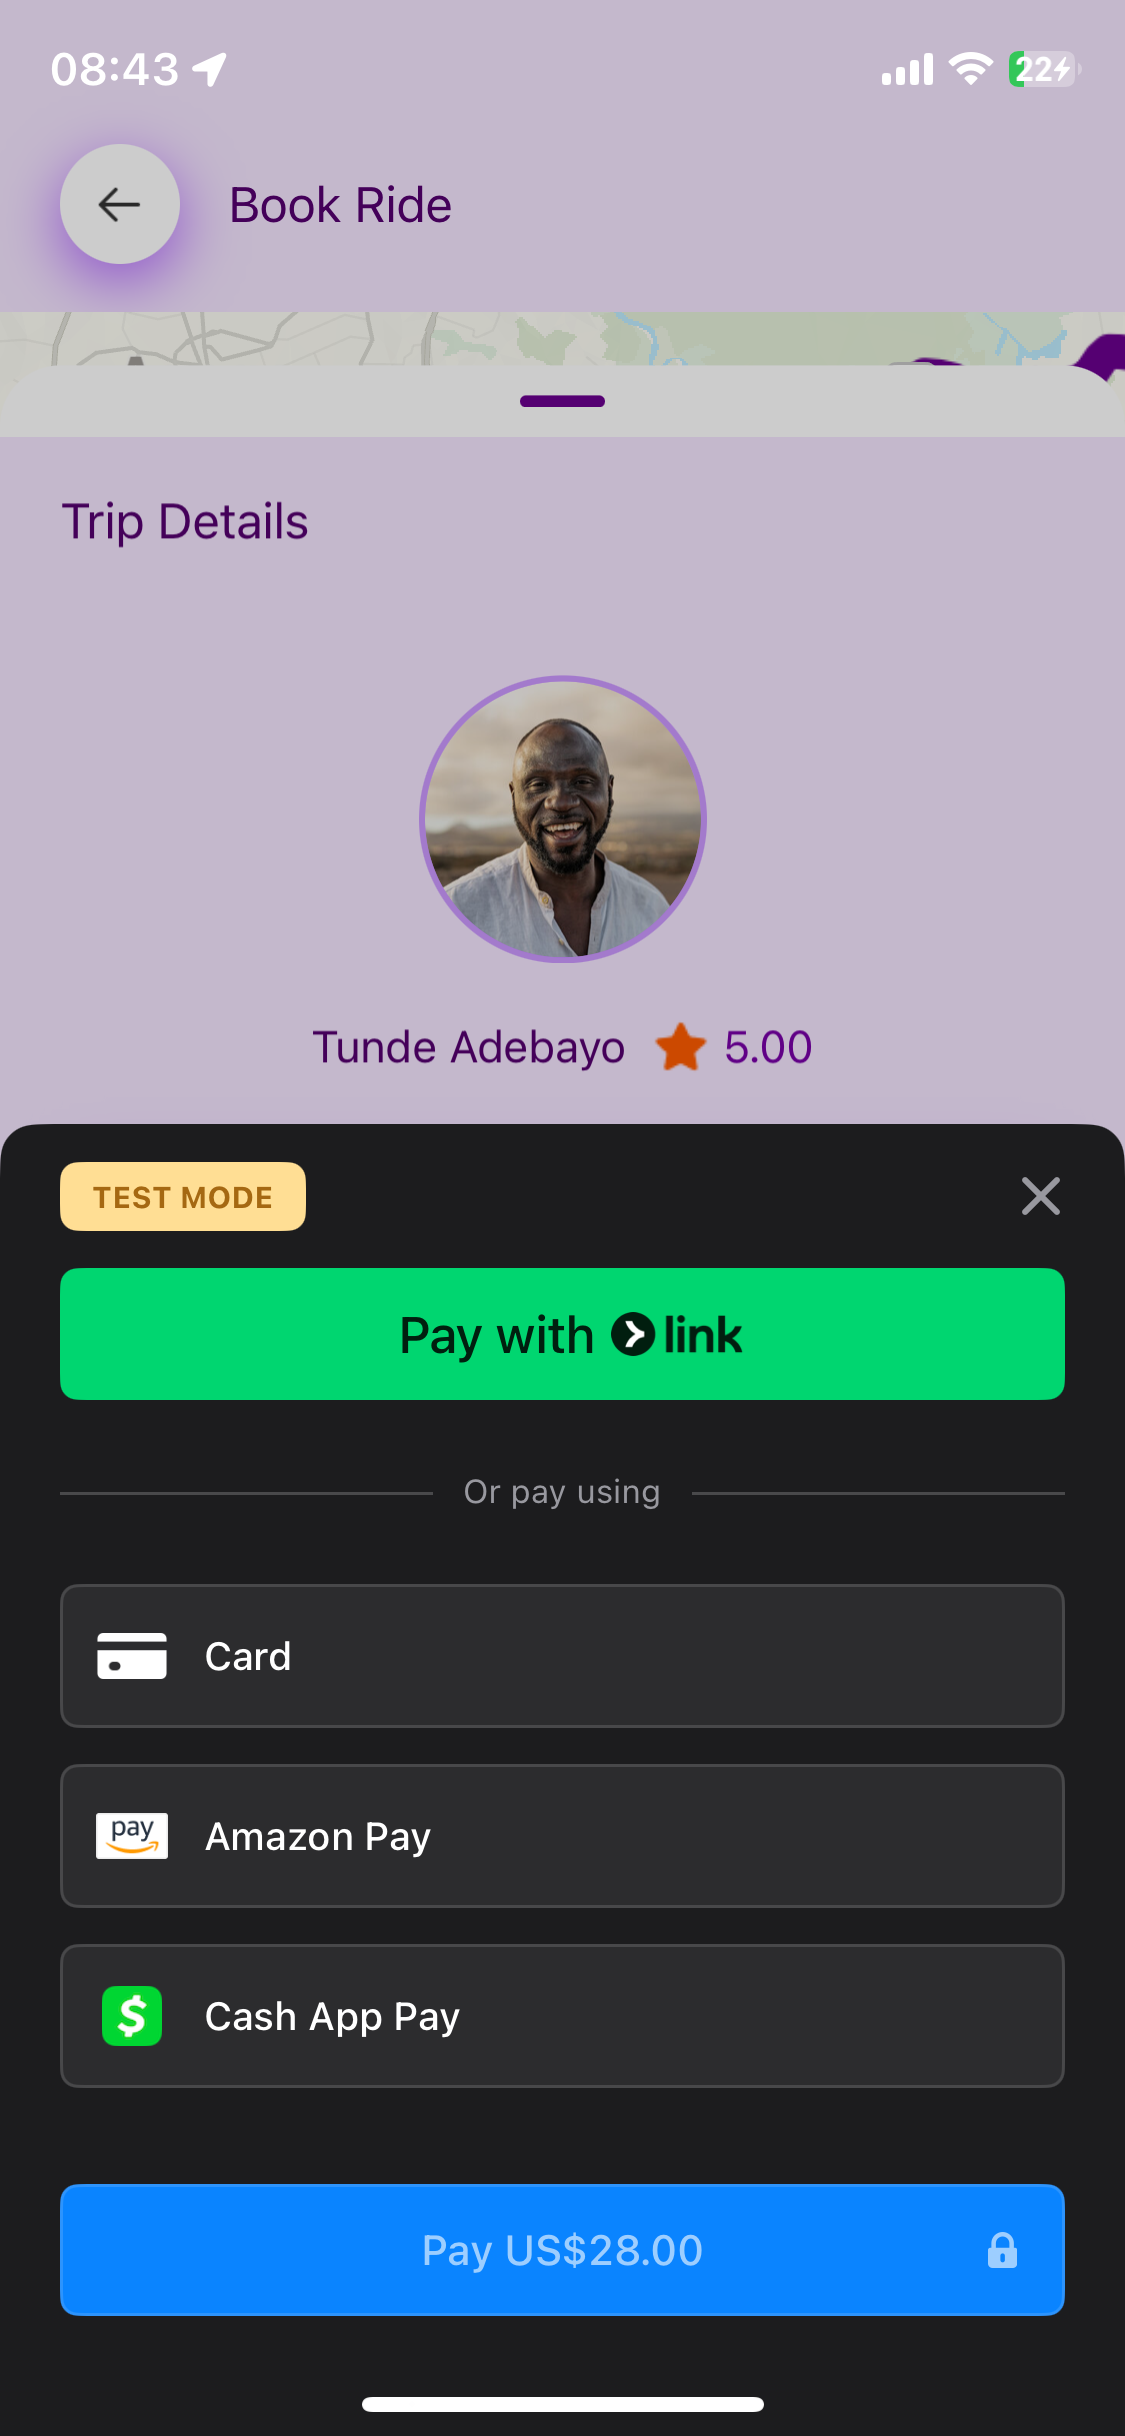 08:43
22
Book Ride
Trip Details
Tunde Adebayo 5.00
TEST MODE
Pay with link
Or pay using
Card
pay Amazon Pay
$ Cash App Pay
Pay US$28.00